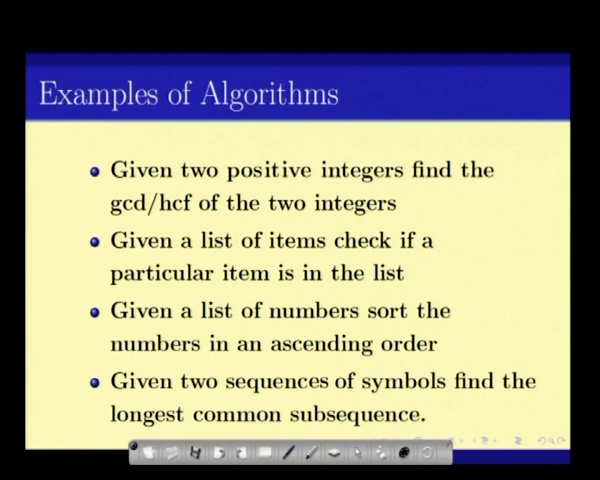 Examples of Algorithms
Given two positive integers find the
gcd/hcf of the two integers
Given a list of items check if a
particular item is in the list
Given a list of numbers sort the
numbers in an ascending order
Given two sequences of symbols find the
longest common subsequence.